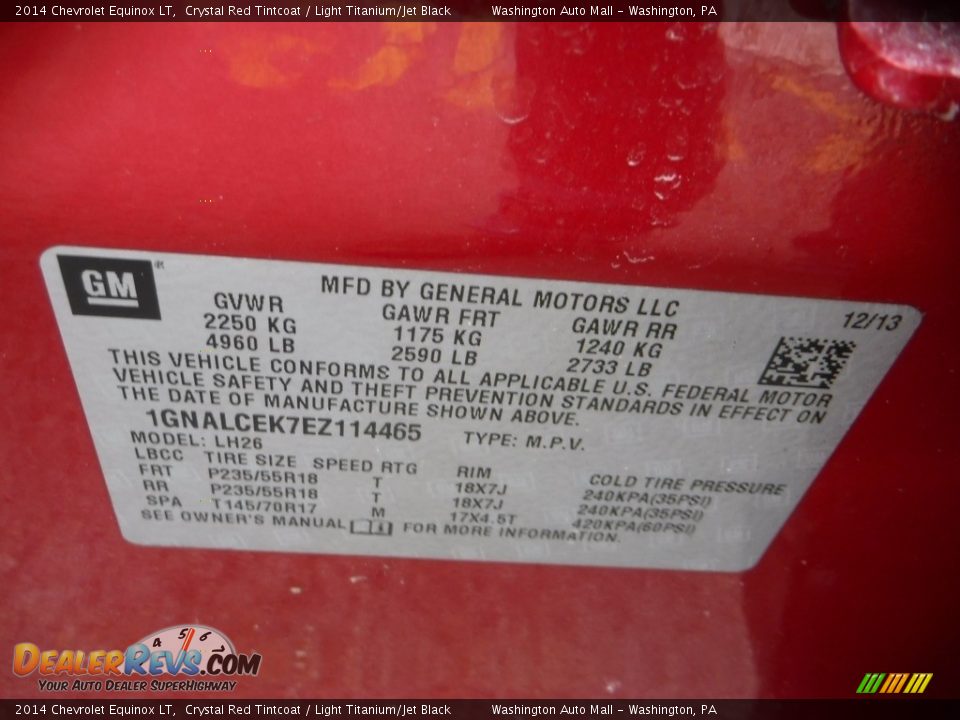 2014 Chevrolet Equinox LT,  Crystal Red Tintcoat / Light Titanium/Jet Black    Washington Auto Mall - Washington, PA
GM®
MFD BY GENERAL MOTORS LLC
12/13
GVWR    GAWR FRT    GAWR RR
2250 KG    1175 KG    1240 KG
4960 LB    2590 LB    2733 LB
THIS VEHICLE CONFORMS TO ALL APPLICABLE U.S. FEDERAL MOTOR
VEHICLE SAFETY AND THEFT PREVENTION STANDARDS IN EFFECT ON
THE DATE OF MANUFACTURE SHOWN ABOVE.
1GNALCEK7EZ114465    TYPE: M.P.V.
MODEL: LH26
LBCC  TIRE SIZE  SPEED RTG  RIM  COLD TIRE PRESSURE
FRT  P235/55R18  T  18X7J  240KPA(35PSI)
RR  P235/55R18  T  18X7J  240KPA(35PSI)
SPA  T145/70R17  M  17X4.5T  420KPA(60PSI)
SEE OWNER'S MANUAL FOR MORE INFORMATION.
4 5 6
DEALERREVS.COM
YOUR AUTO DEALER SUPERHIGHWAY
2014 Chevrolet Equinox LT,  Crystal Red Tintcoat / Light Titanium/Jet Black    Washington Auto Mall - Washington, PA